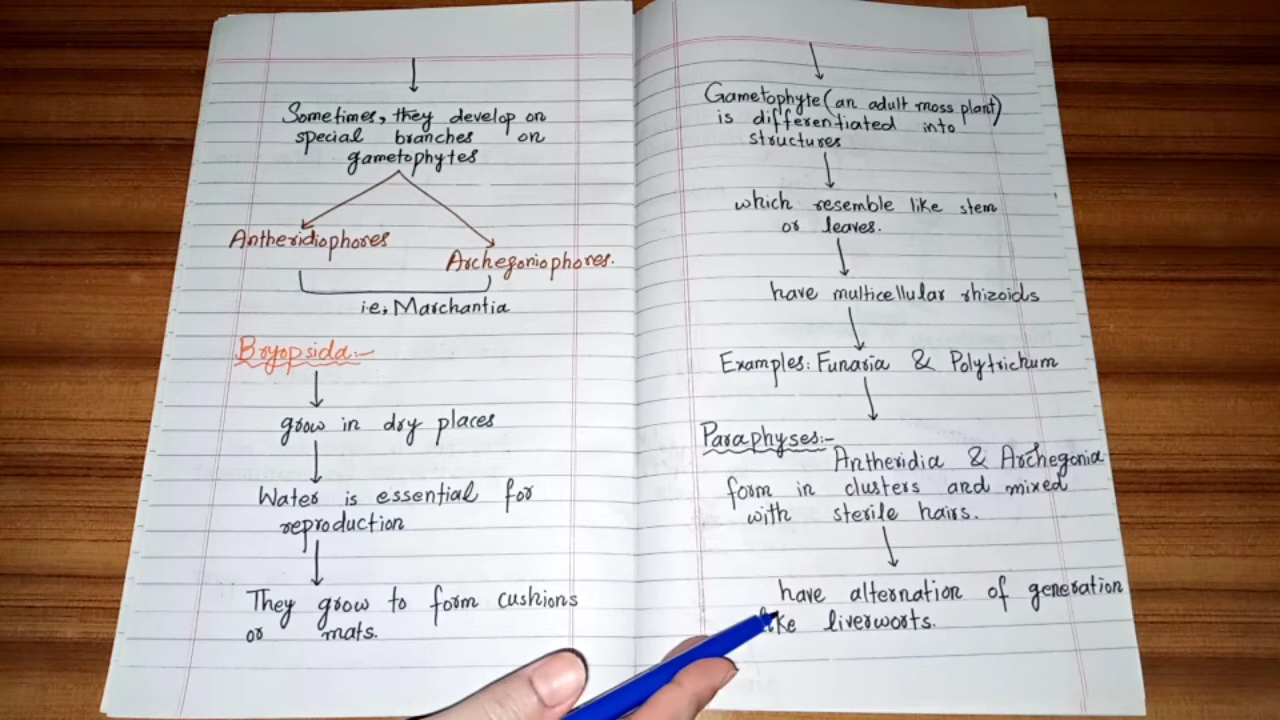 Sometimes, they develop on
special branches on
gametophytes
Antheridiophores
Archegoniophores.
i.e, Marchantia
Bryopsida:-
grow in dry places
Water is essential for
reproduction
They grow to form cushions
or mats.
Gametophyte (an adult moss plant)
is differentiated into
structures
which resemble like stem
or leaves.
have multicellular rhizoids
Examples: Funaria & Polytrichum
Paraphyses:-
Antheridia & Archegonia
form in clusters and mixed
with sterile hairs.
have alternation of generation
like liverworts.